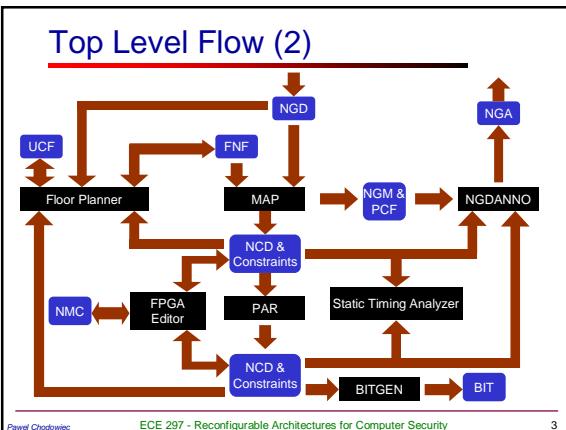 Top Level Flow (2)
NGD
NGA
UCF
FNF
Floor Planner
MAP
NGM &
PCF
NGDANNO
NCD &
Constraints
NMC
FPGA
Editor
PAR
Static Timing Analyzer
NCD &
Constraints
BITGEN
BIT
Pawel Chodowiec
ECE 297 - Reconfigurable Architectures for Computer Security
3